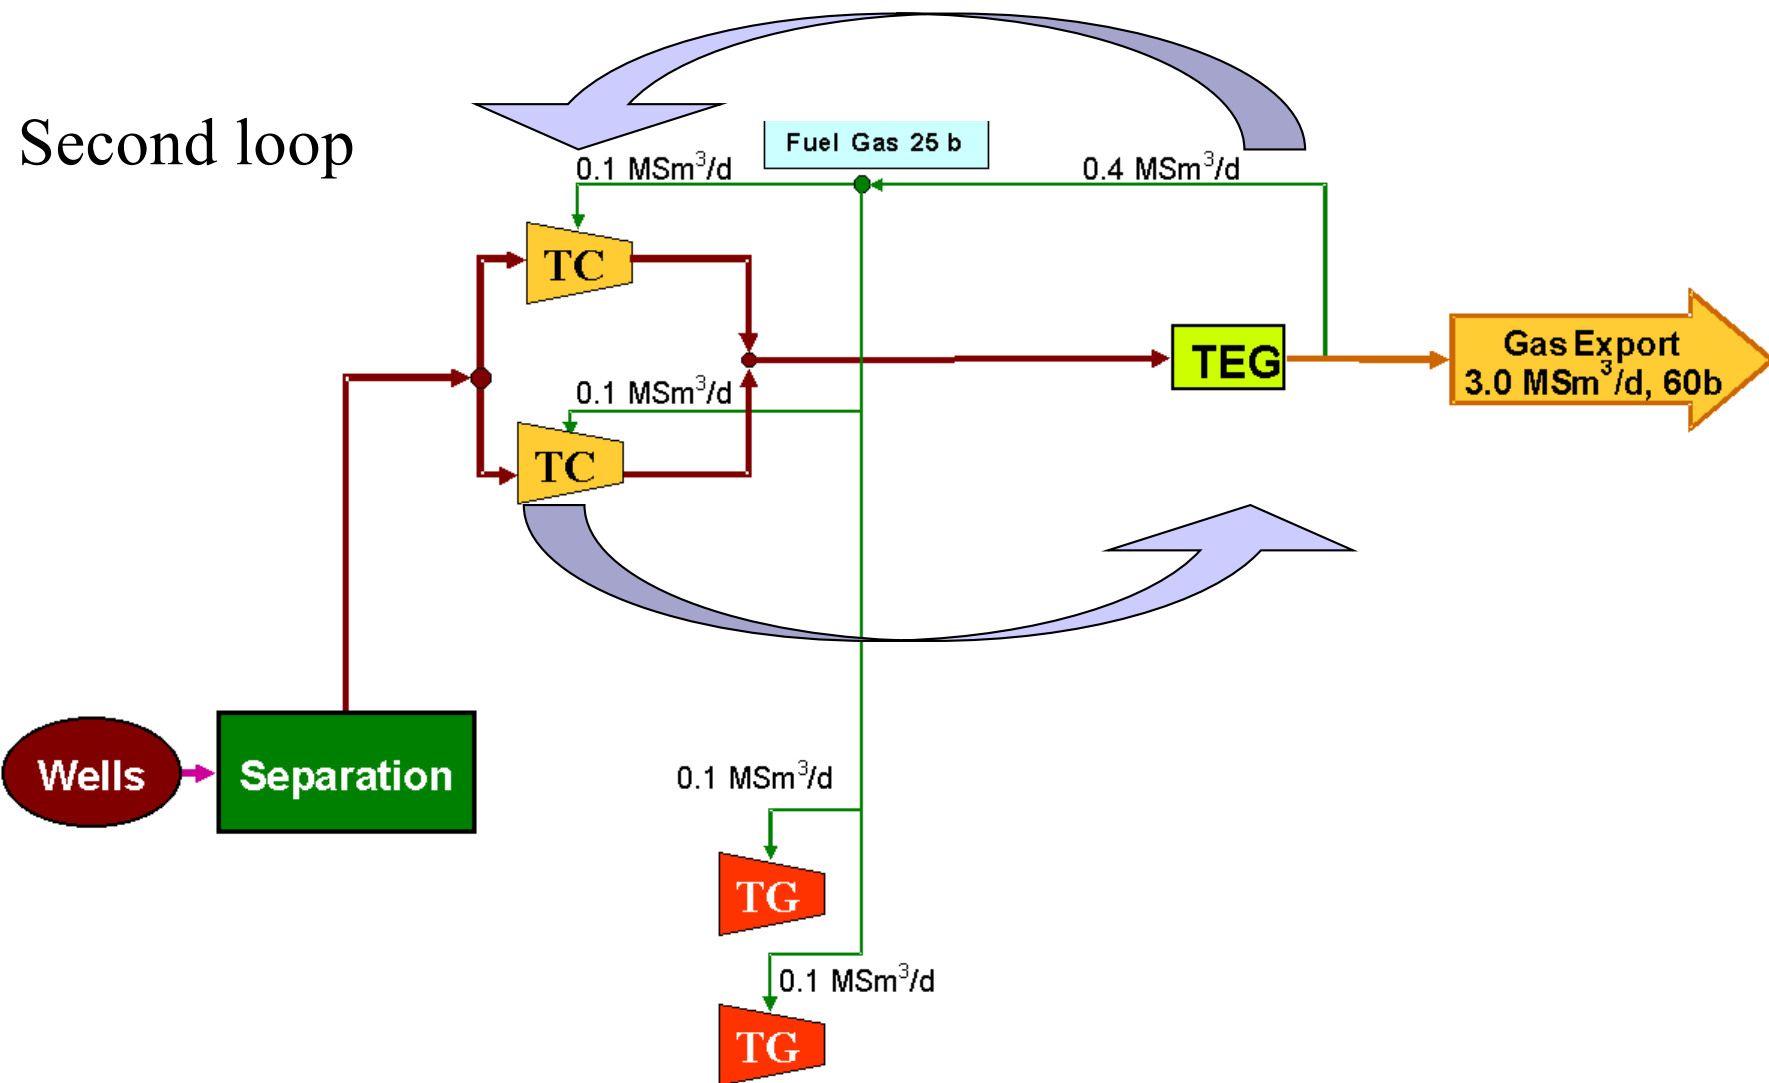 Second loop
Fuel Gas 25 b
0.1 MSm³/d
0.4 MSm³/d
TC
Gas Export
3.0 MSm³/d, 60b
TEG
0.1 MSm³/d
TC
Wells
Separation
0.1 MSm³/d
TG
0.1 MSm³/d
TG